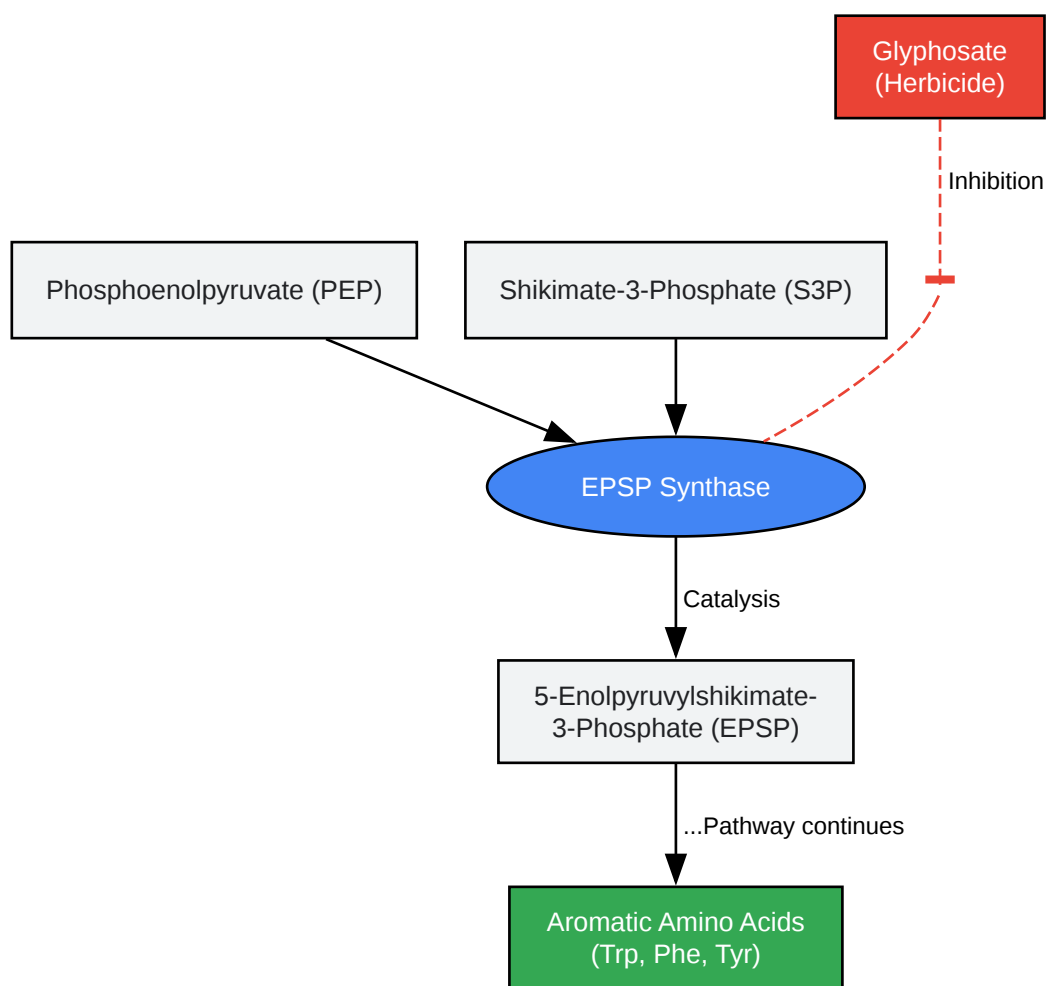 Glyphosate
(Herbicide)
Inhibition
Phosphoenolpyruvate (PEP)
Shikimate-3-Phosphate (S3P)
EPSP Synthase
Catalysis
5-Enolpyruvylshikimate-
3-Phosphate (EPSP)
...Pathway continues
Aromatic Amino Acids
(Trp, Phe, Tyr)